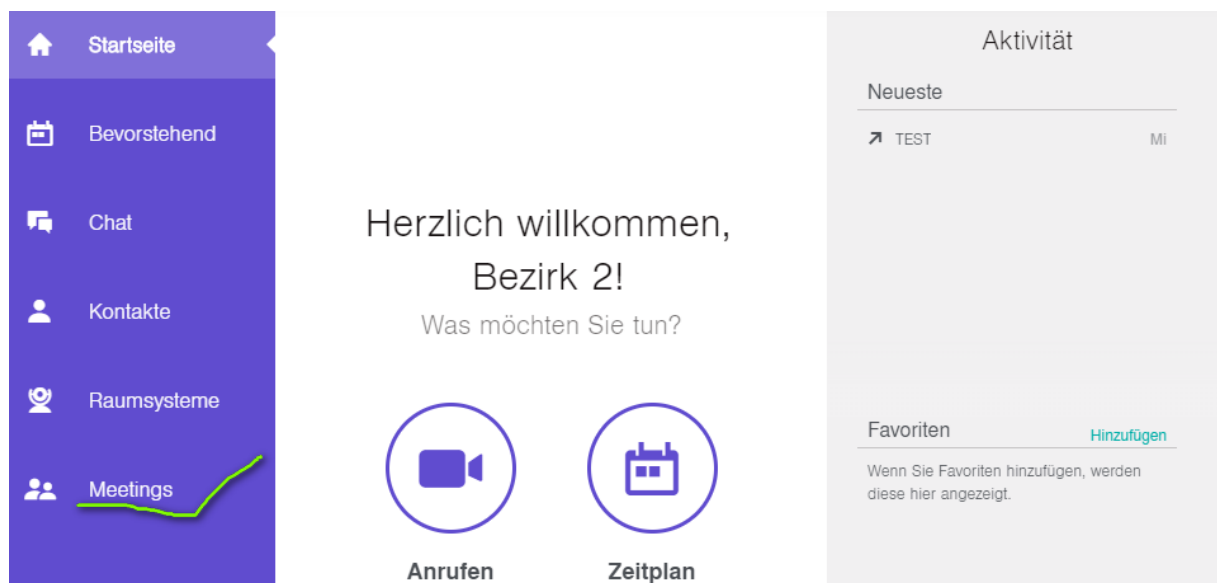 Startseite
Bevorstehend
Chat
Kontakte
Raumsysteme
Meetings
Herzlich willkommen,
Bezirk 2!
Was möchten Sie tun?
Anrufen
Zeitplan
Aktivität
Neueste
TEST Mi
Favoriten Hinzufügen
Wenn Sie Favoriten hinzufügen, werden
diese hier angezeigt.